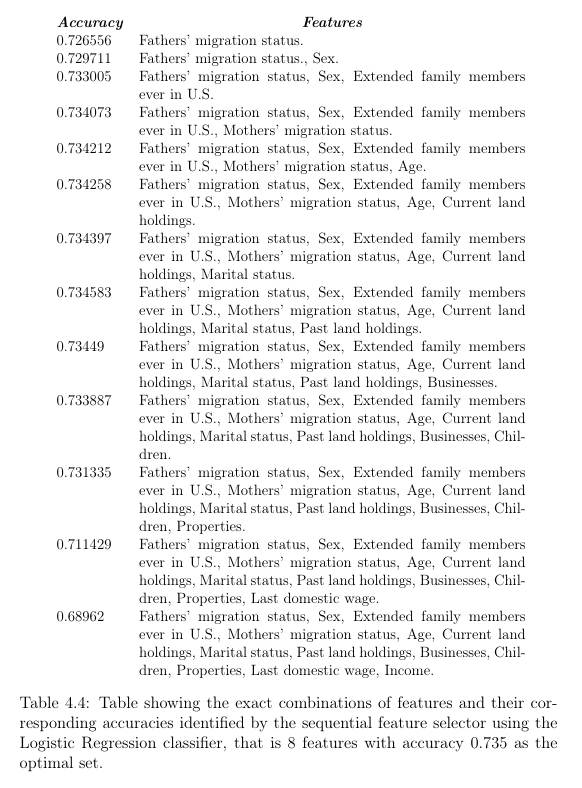 Accuracy Features
0.726556 Fathers' migration status.
0.729711 Fathers' migration status., Sex.
0.733005 Fathers' migration status, Sex, Extended family members
ever in U.S.
0.734073 Fathers' migration status, Sex, Extended family members
ever in U.S., Mothers' migration status.
0.734212 Fathers' migration status, Sex, Extended family members
ever in U.S., Mothers' migration status, Age.
0.734258 Fathers' migration status, Sex, Extended family members
ever in U.S., Mothers' migration status, Age, Current land
holdings.
0.734397 Fathers' migration status, Sex, Extended family members
ever in U.S., Mothers' migration status, Age, Current land
holdings, Marital status.
0.734583 Fathers' migration status, Sex, Extended family members
ever in U.S., Mothers' migration status, Age, Current land
holdings, Marital status, Past land holdings.
0.73449 Fathers' migration status, Sex, Extended family members
ever in U.S., Mothers' migration status, Age, Current land
holdings, Marital status, Past land holdings, Businesses.
0.733887 Fathers' migration status, Sex, Extended family members
ever in U.S., Mothers' migration status, Age, Current land
holdings, Marital status, Past land holdings, Businesses, Chil-
dren.
0.731335 Fathers' migration status, Sex, Extended family members
ever in U.S., Mothers' migration status, Age, Current land
holdings, Marital status, Past land holdings, Businesses, Chil-
dren, Properties.
0.711429 Fathers' migration status, Sex, Extended family members
ever in U.S., Mothers' migration status, Age, Current land
holdings, Marital status, Past land holdings, Businesses, Chil-
dren, Properties, Last domestic wage.
0.68962 Fathers' migration status, Sex, Extended family members
ever in U.S., Mothers' migration status, Age, Current land
holdings, Marital status, Past land holdings, Businesses, Chil-
dren, Properties, Last domestic wage, Income.
Table 4.4: Table showing the exact combinations of features and their cor-
responding accuracies identified by the sequential feature selector using the
Logistic Regression classifier, that is 8 features with accuracy 0.735 as the
optimal set.